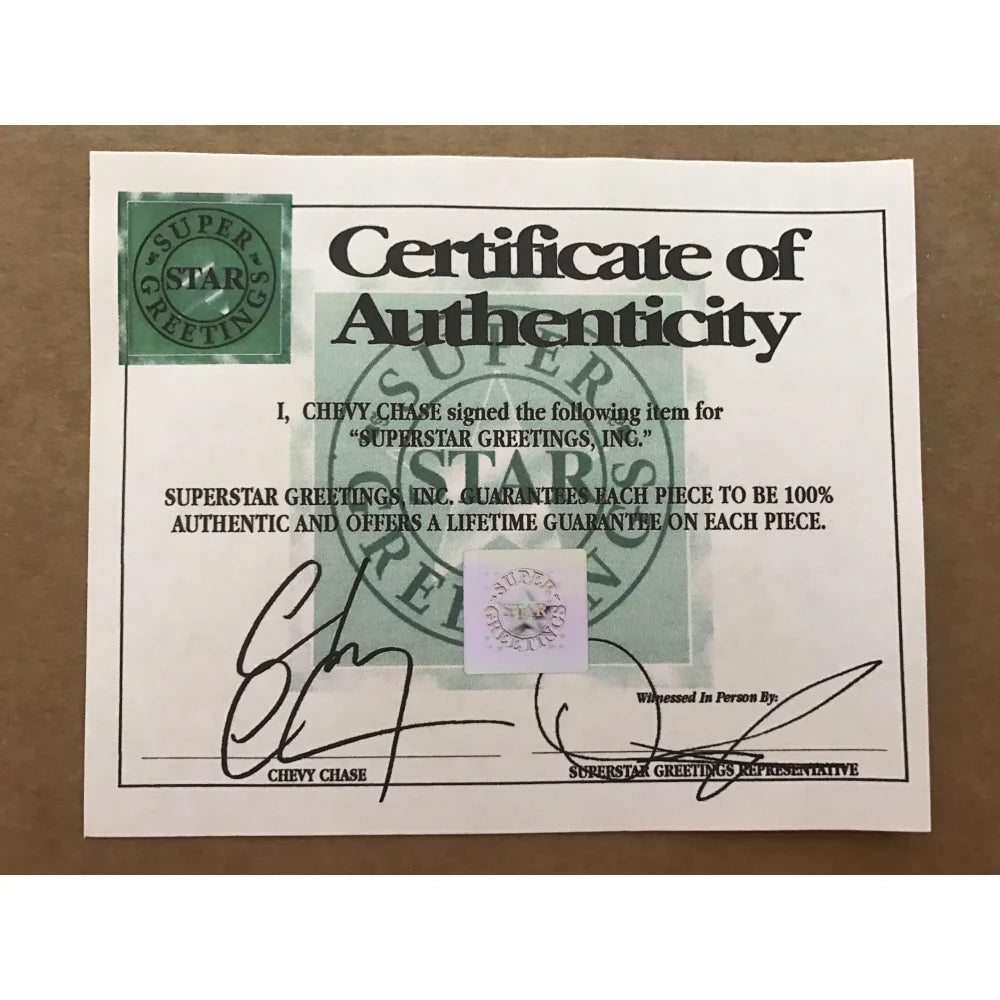 SUPER
STAR
GREETINGS
Certificate of
Authenticity
SUPER
STAR
I, CHEVY CHASE signed the following item for
"SUPERSTAR GREETINGS, INC."
SUPERSTAR GREETINGS, INC. GUARANTEES EACH PIECE TO BE 100%
AUTHENTIC AND OFFERS A LIFETIME GUARANTEE ON EACH PIECE.
SUPER
STAR
GREETINGS
Witnessed In Person By:
CHEVY CHASE
SUPERSTAR GREETINGS REPRESENTATIVE